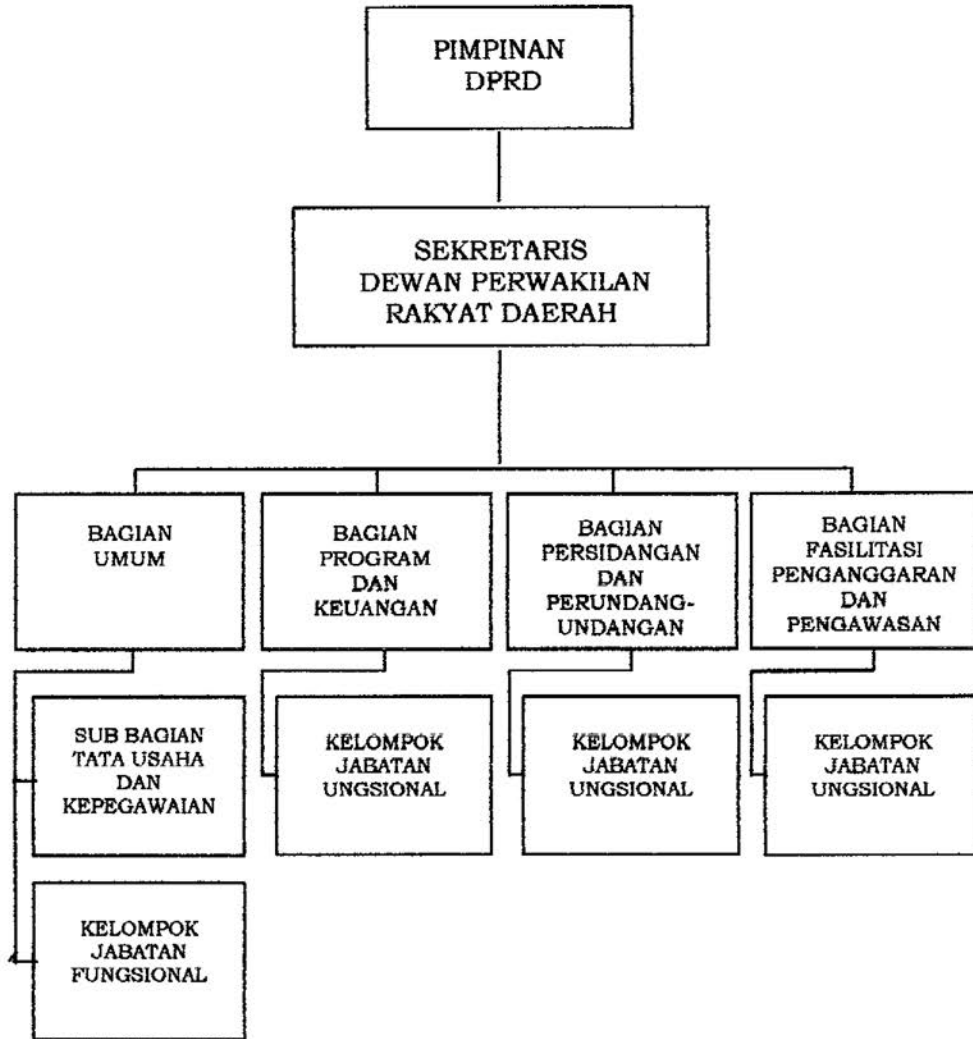 PIMPINAN
DPRD
SEKRETARIS
DEWAN PERWAKILAN
RAKYAT DAERAH
BAGIAN
UMUM
BAGIAN
PROGRAM
DAN
KEUANGAN
BAGIAN
PERSIDANGAN
DAN
PERUNDANG-
UNDANGAN
BAGIAN
FASILITASI
PENGANGGARAN
DAN
PENGAWASAN
SUB BAGIAN
TATA USAHA
DAN
KEPEGAWAIAN
KELOMPOK
JABATAN
UNGSIONAL
KELOMPOK
JABATAN
UNGSIONAL
KELOMPOK
JABATAN
UNGSIONAL
KELOMPOK
JABATAN
FUNGSIONAL